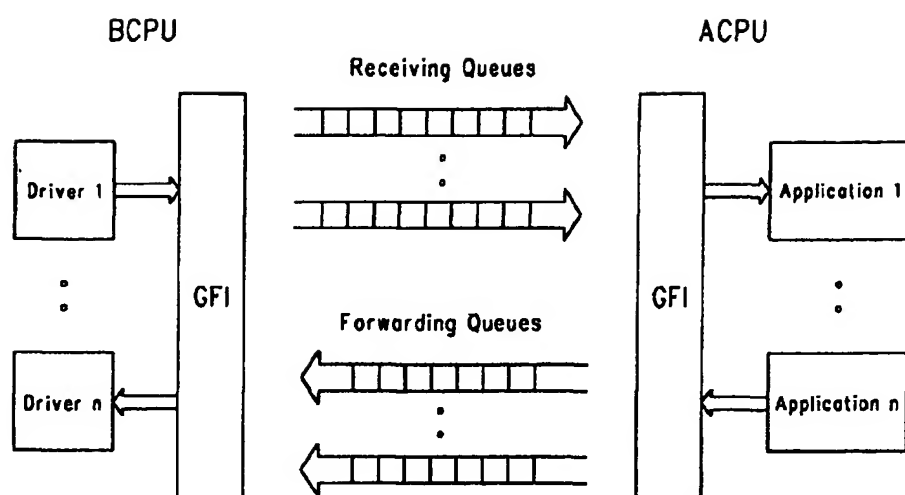 BCPU
ACPU
Receiving Queues
Driver 1
Application 1
GFI
GFI
Forwarding Queues
Driver n
Application n